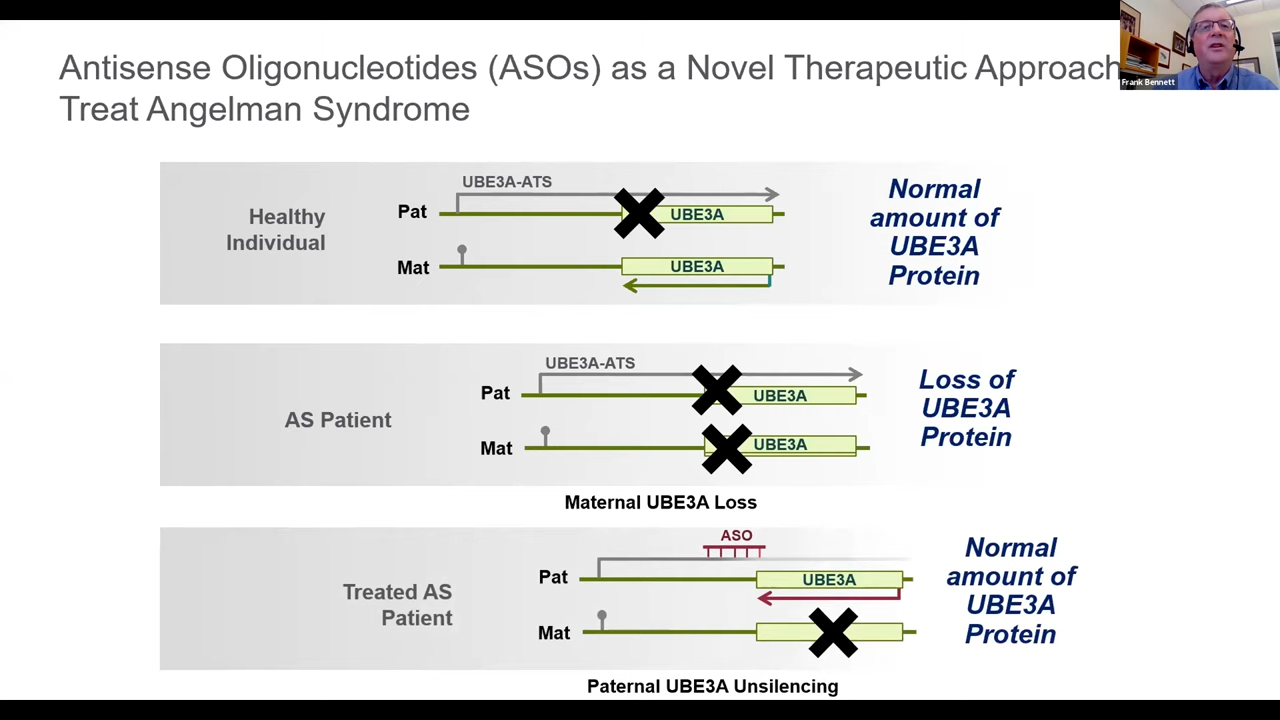 Antisense Oligonucleotides (ASOs) as a Novel Therapeutic Approach
Treat Angelman Syndrome
Frank Bennett
Healthy
Individual
UBE3A-ATS
Pat
UBE3A
Mat
UBE3A
Normal
amount of
UBE3A
Protein
AS Patient
UBE3A-ATS
Pat
UBE3A
Mat
UBE3A
Loss of
UBE3A
Protein
Maternal UBE3A Loss
Treated AS
Patient
ASO
Pat
UBE3A
Mat
Normal
amount of
UBE3A
Protein
Paternal UBE3A Unsilencing